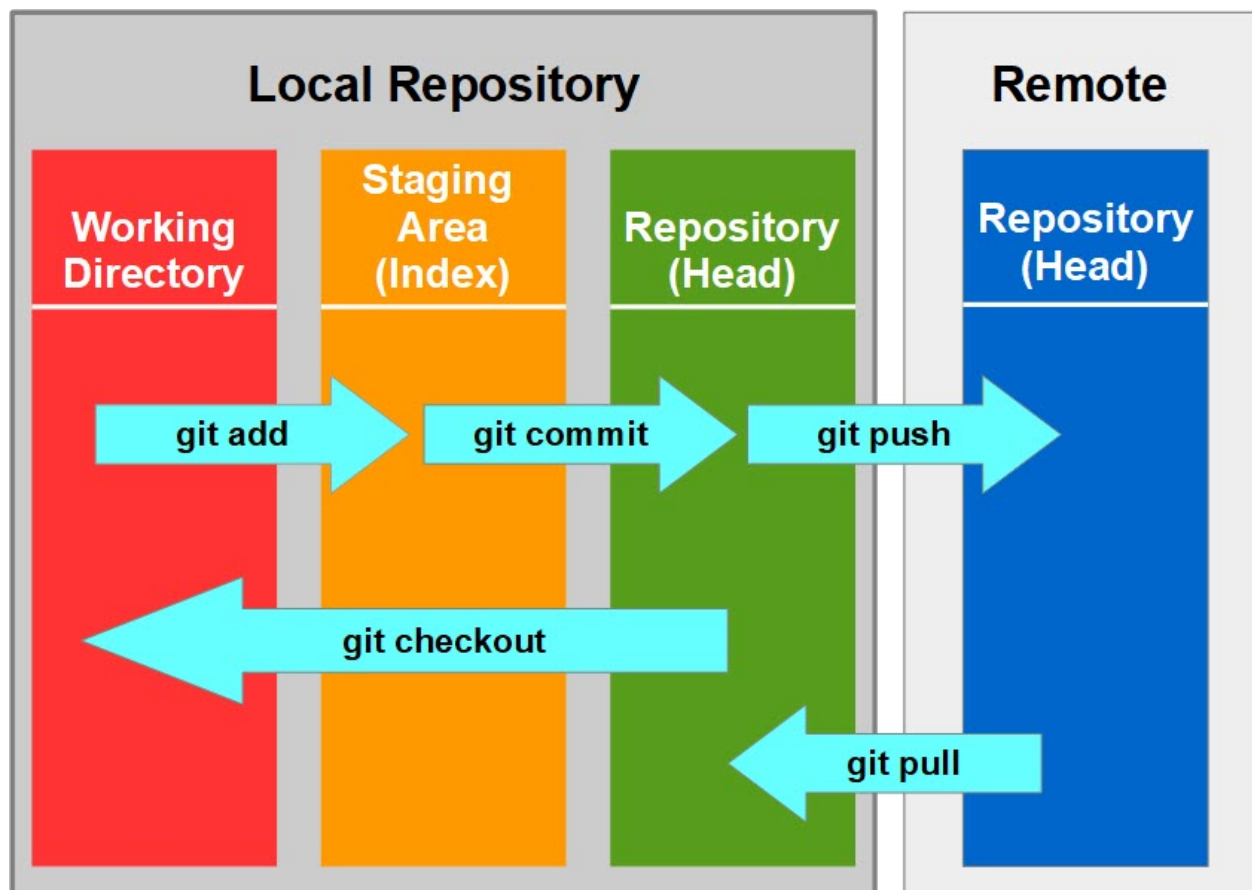 Local Repository
Remote
Working
Directory
Staging
Area
(Index)
Repository
(Head)
Repository
(Head)
git add
git commit
git push
git checkout
git pull